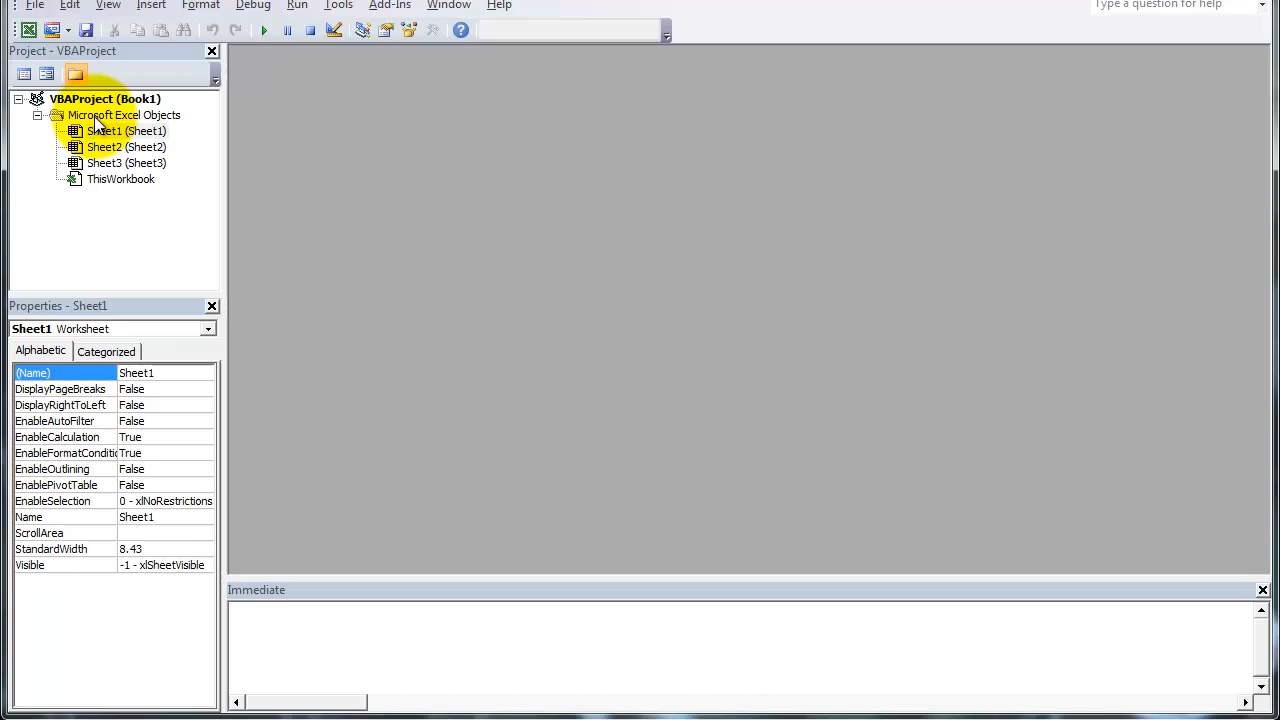 File Edit View Insert Format Debug Run Tools Add-Ins Window Help
Type a question for help
Project - VBAProject
VBAProject (Book1)
Microsoft Excel Objects
Sheet1 (Sheet1)
Sheet2 (Sheet2)
Sheet3 (Sheet3)
ThisWorkbook
Properties - Sheet1
Sheet1 Worksheet
Alphabetic Categorized
(Name) Sheet1
DisplayPageBreaks False
DisplayRightToLeft False
EnableAutoFilter False
EnableCalculation True
EnableFormatConditio True
EnableOutlining False
EnablePivotTable False
EnableSelection 0 - xlNoRestrictions
Name Sheet1
ScrollArea
StandardWidth 8.43
Visible -1 - xlSheetVisible
Immediate